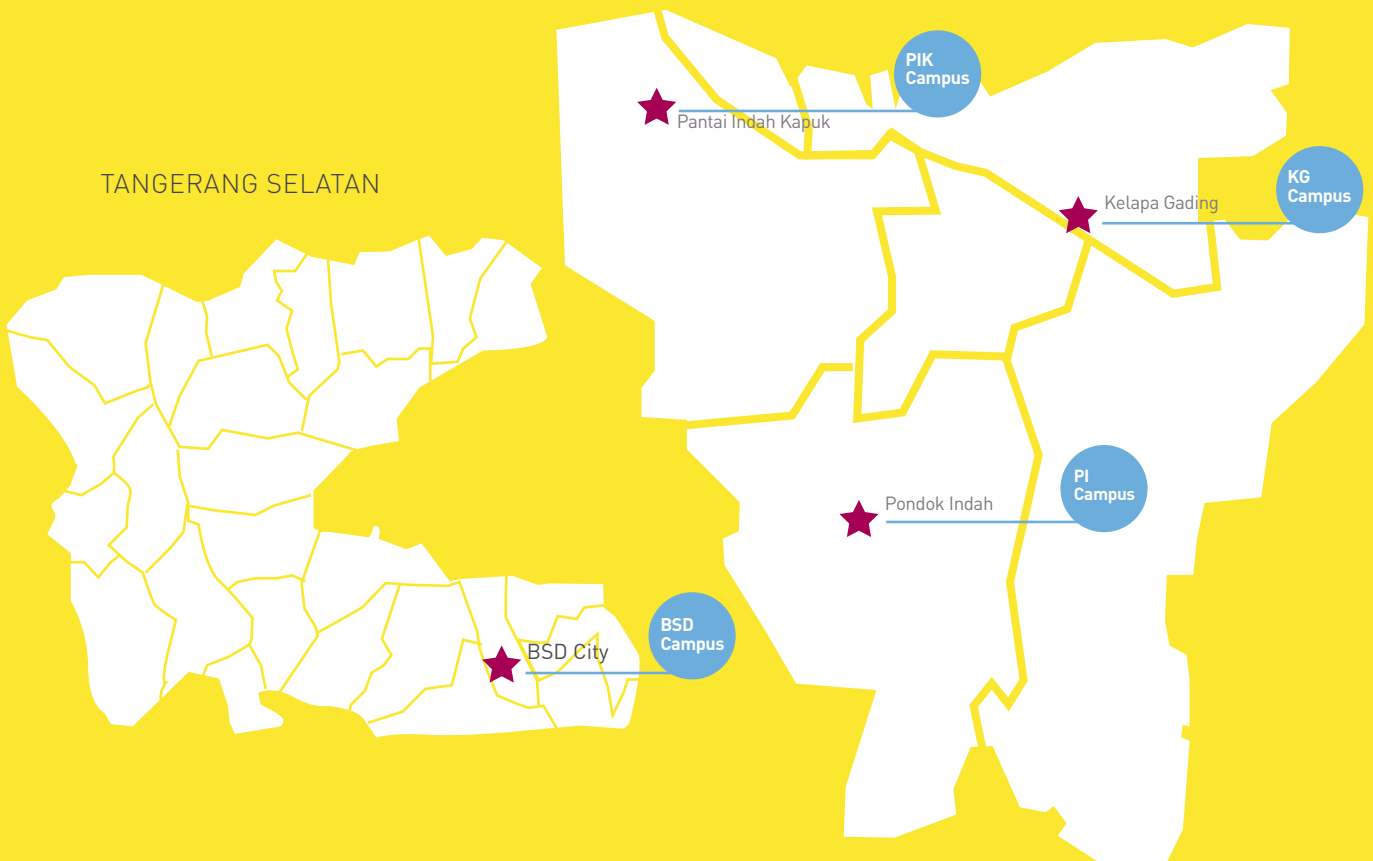 PIK
Campus
Pantai Indah Kapuk
TANGERANG SELATAN
KG
Campus
Kelapa Gading
PI
Campus
Pondok Indah
BSD
Campus
BSD City